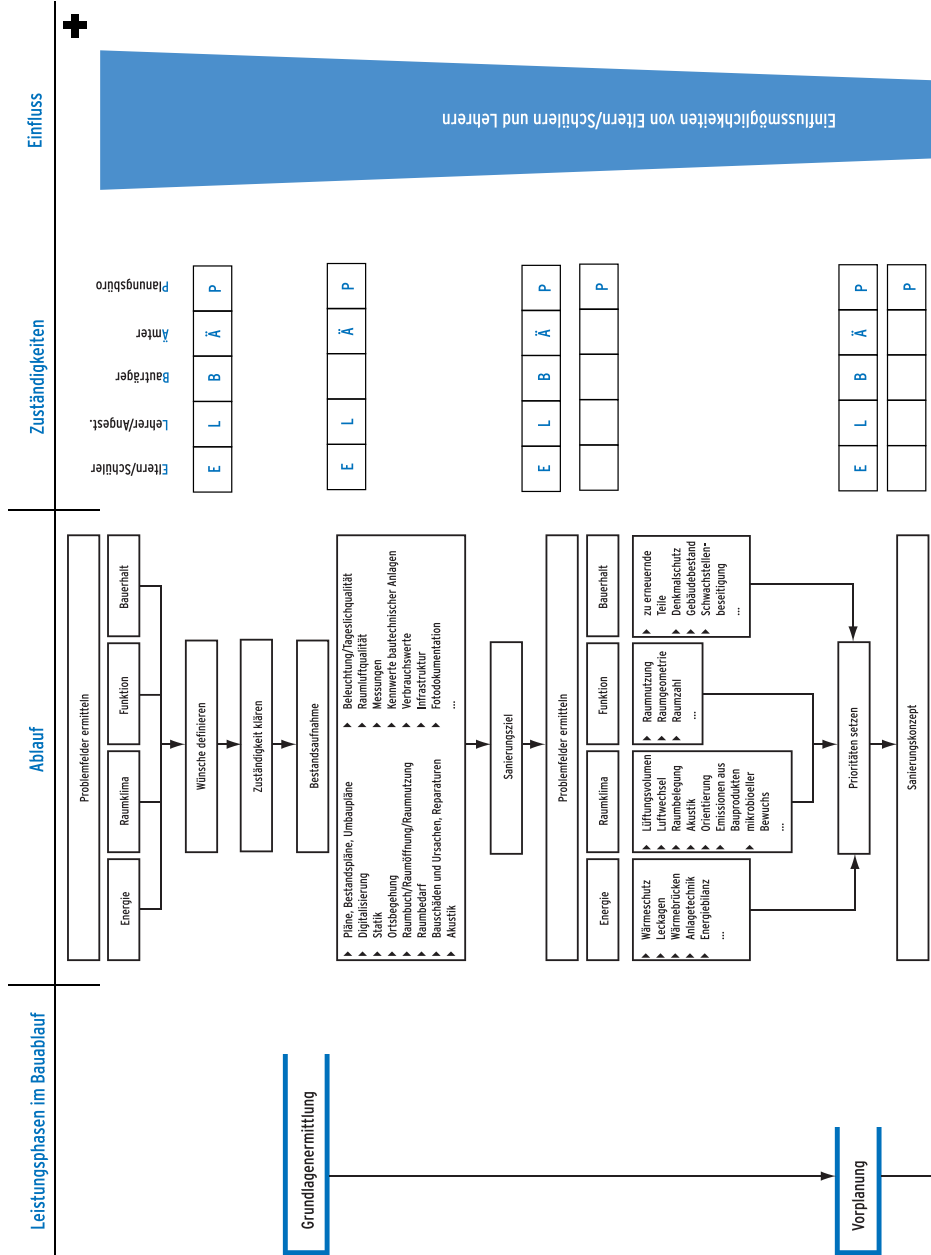 Leistungsphasen im Bauablauf
Ablauf
Zuständigkeiten
Einfluss
Eltern/Schüler
Lehrer/Angest.
Bauträger
Ämter
Planungsbüro
Problemfelder ermitteln
Energie
Raumklima
Funktion
Bauerhalt
Wünsche definieren
E L B Ä P
Zuständigkeit klären
Grundlagenermittlung
Bestandsaufnahme
Pläne, Bestandspläne, Umbaupläne
Digitalisierung
Statik
Ortsbegehung
Raumbuch/Raumöffnung/Raumnutzung
Raumbedarf
Bauschäden und Ursachen, Reparaturen
Akustik
Beleuchtung/Tageslichqualität
Raumluftqualität
Messungen
Kennwerte bautechnischer Anlagen
Verbrauchswerte
Infrastruktur
Fotodokumentation
...
E L Ä P
Sanierungsziel
E L B Ä P
Problemfelder ermitteln
P
Energie
Raumklima
Funktion
Bauerhalt
Wärmeschutz
Leckagen
Wärmebrücken
Anlagetechnik
Energiebilanz
...
Lüftungsvolumen
Luftwechsel
Raumbelegung
Akustik
Orientierung
Emissionen aus
Bauprodukten
mikrobioeller
Bewuchs
...
Raumnutzung
Raumgeometrie
Raumzahl
...
zu erneuernde
Teile
Denkmalschutz
Gebäudebestand
Schwachstellen-
beseitigung
...
Vorplanung
Prioritäten setzen
E L B Ä P
Sanierungskonzept
P
Einflussmöglichkeiten von Eltern/Schülern und Lehrern